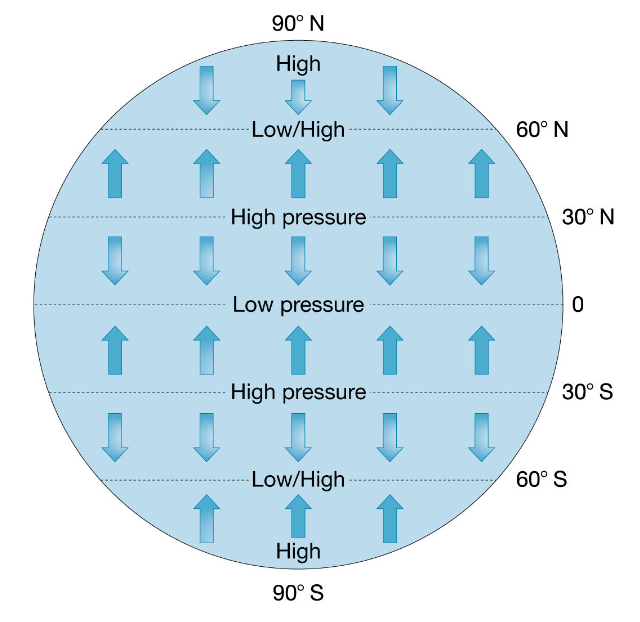 90° N
High
Low/High
60° N
High pressure
30° N
Low pressure
0
High pressure
30° S
Low/High
60° S
High
90° S